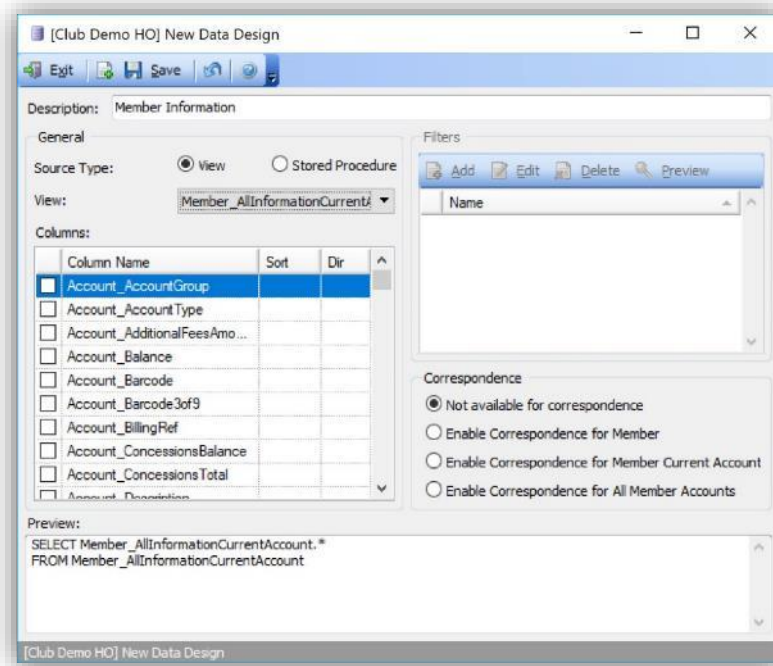 [Club Demo HO] New Data Design
Exit Save
Description: Member Information
General
Source Type: View Stored Procedure
View: Member_AllInformationCurrentA
Columns:
Column Name Sort Dir
Account_AccountGroup
Account_AccountType
Account_AdditionalFeesAmo...
Account_Balance
Account_Barcode
Account_Barcode3of9
Account_BillingRef
Account_ConcessionsBalance
Account_ConcessionsTotal
Account_Description
Filters
Add Edit Delete Preview
Name
Correspondence
Not available for correspondence
Enable Correspondence for Member
Enable Correspondence for Member Current Account
Enable Correspondence for All Member Accounts
Preview:
SELECT Member_AllInformationCurrentAccount.*
FROM Member_AllInformationCurrentAccount
[Club Demo HO] New Data Design